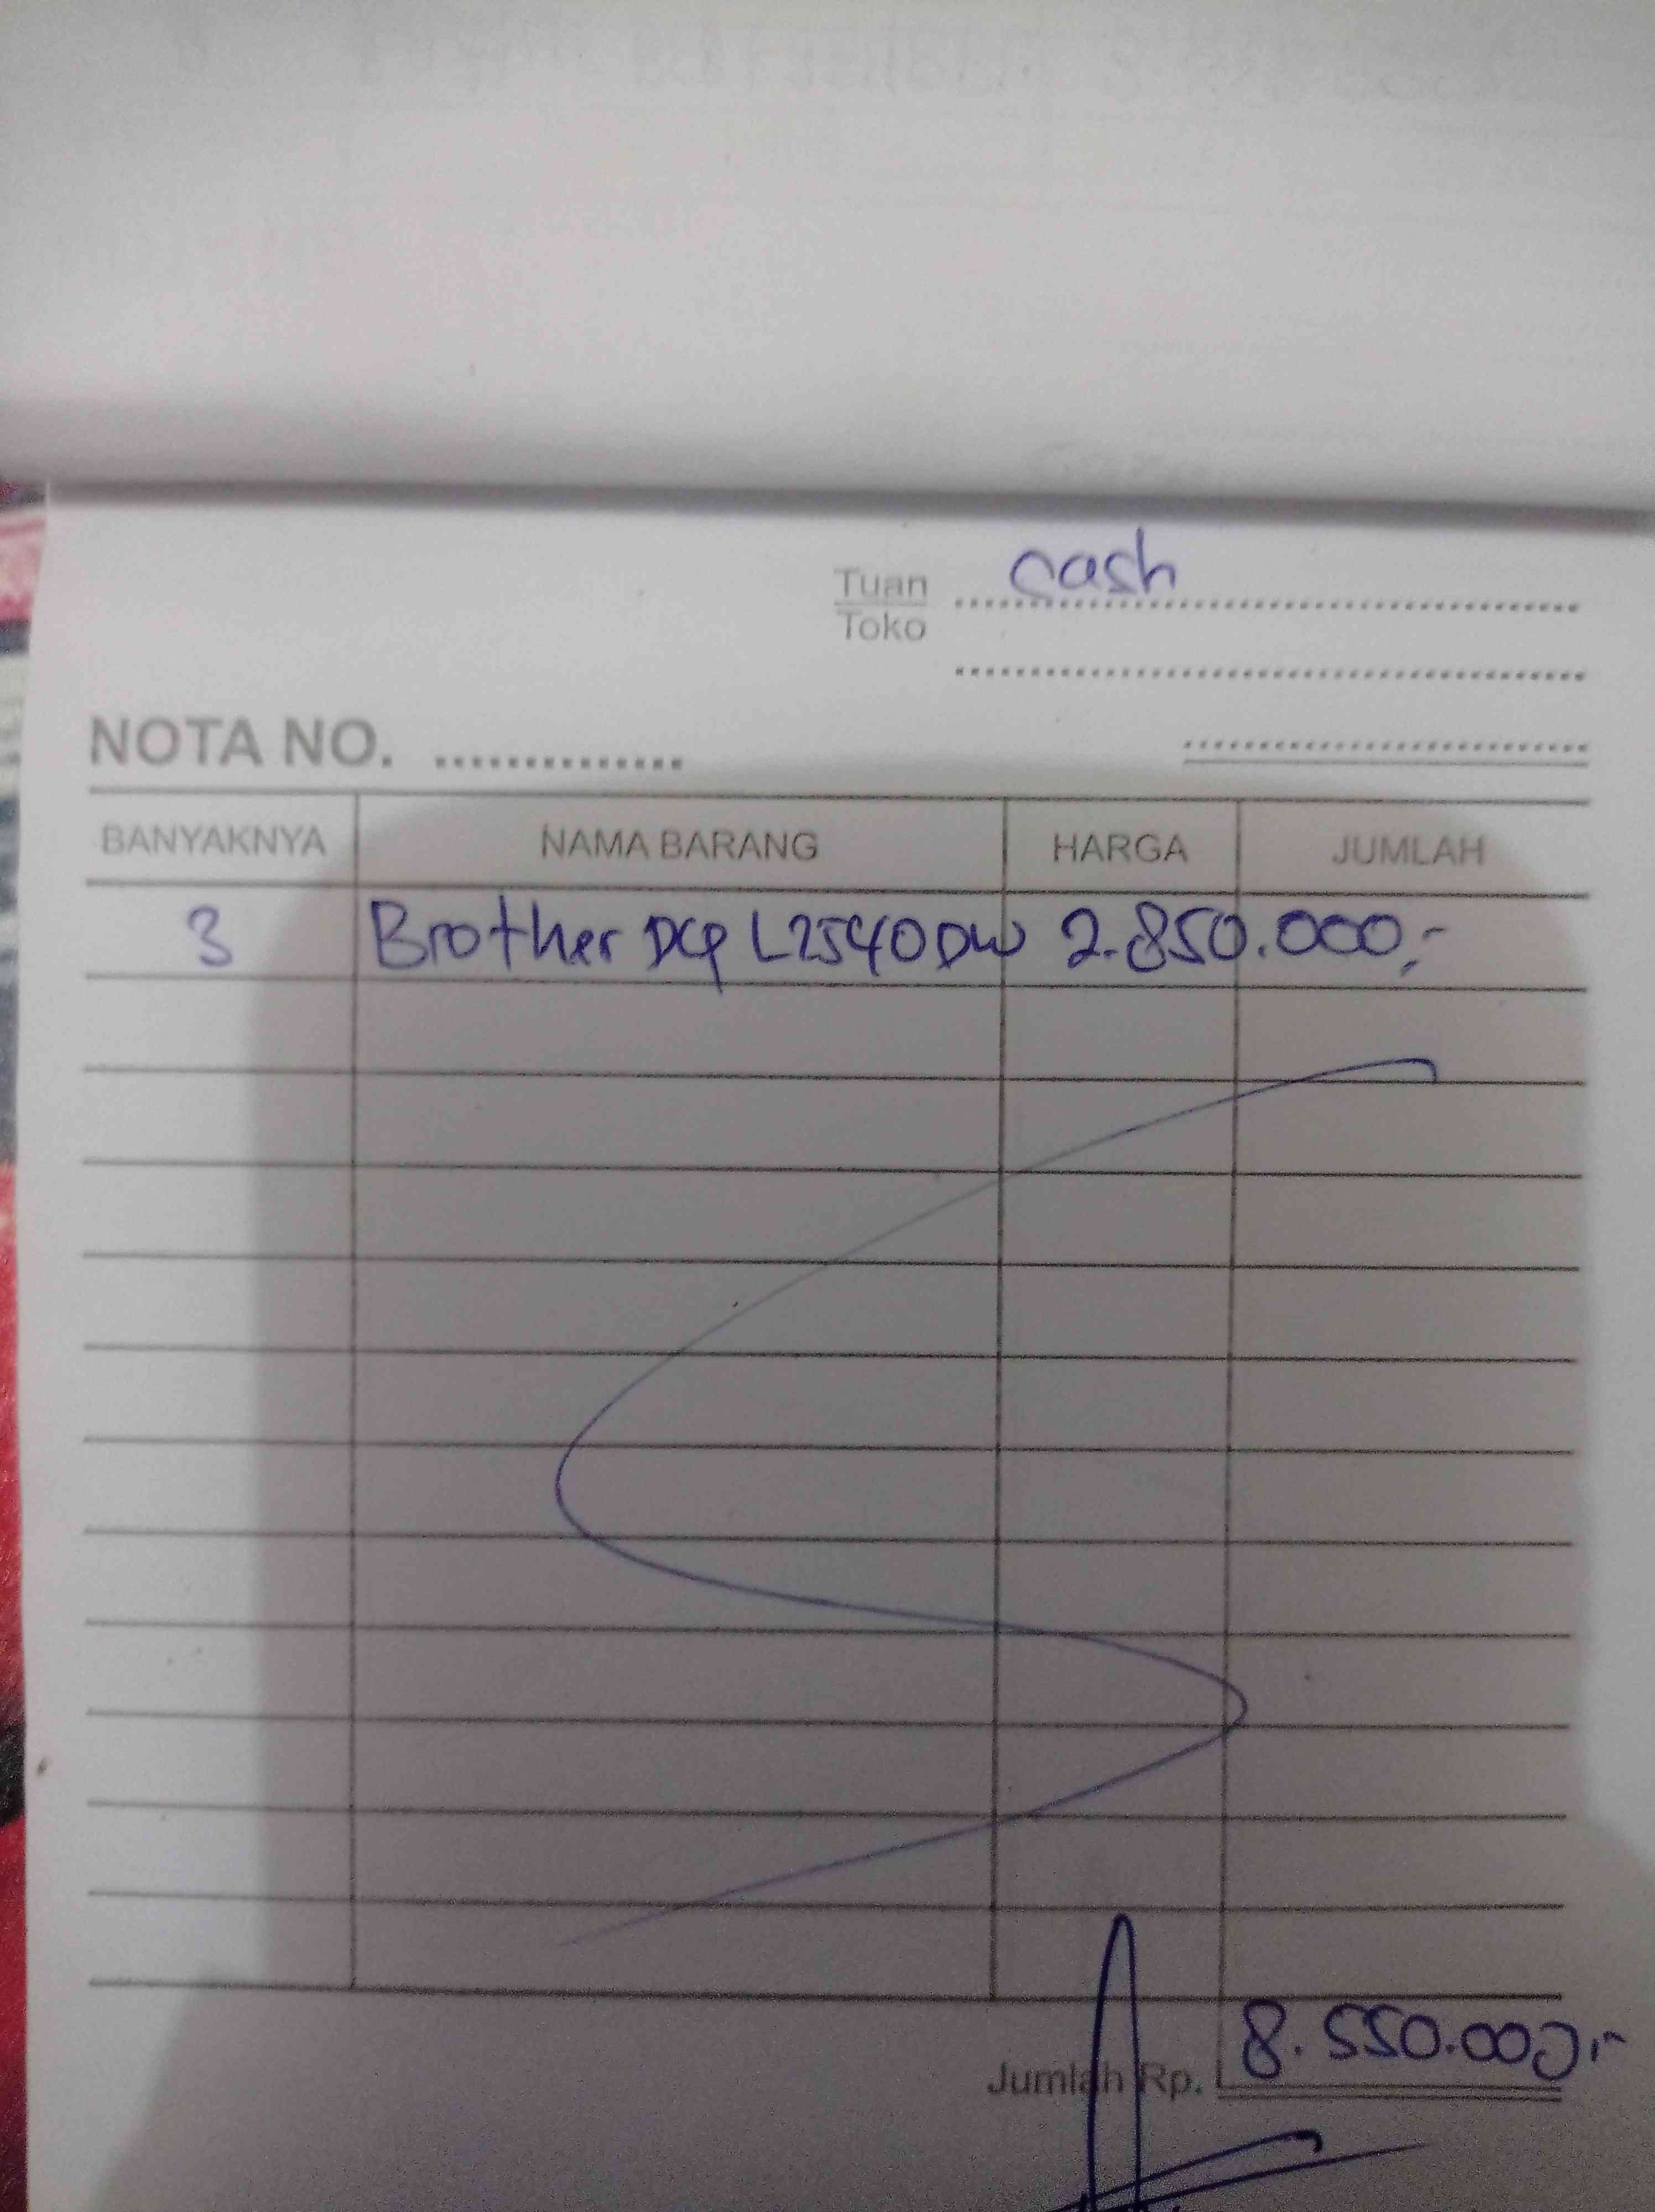 Tuan cash
Toko
NOTA NO.
BANYAKNYA NAMA BARANG HARGA JUMLAH
3 Brother DCP L2540DW 2.850.000,-
Jumlah Rp. 8.550.000,-